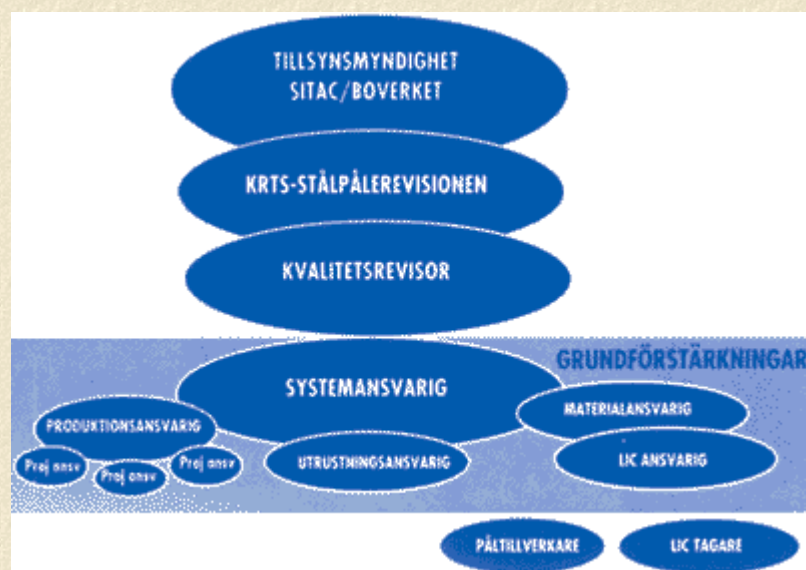 TILLSYNSMYNDIGHET
SITAC/BOVERKET
KRTS-STÅLPÅLEREVISIONEN
KVALITETSREVISOR
GRUNDFÖRSTÄRKNINGAR
SYSTEMANSVARIG
MATERIALANSVARIG
PRODUKTIONSANSVARIG
Proj ansv
Proj ansv
Proj ansv
UTRUSTNINGSANSVARIG
LIC ANSVARIG
PÅLTILLVERKARE
LIC TAGARE